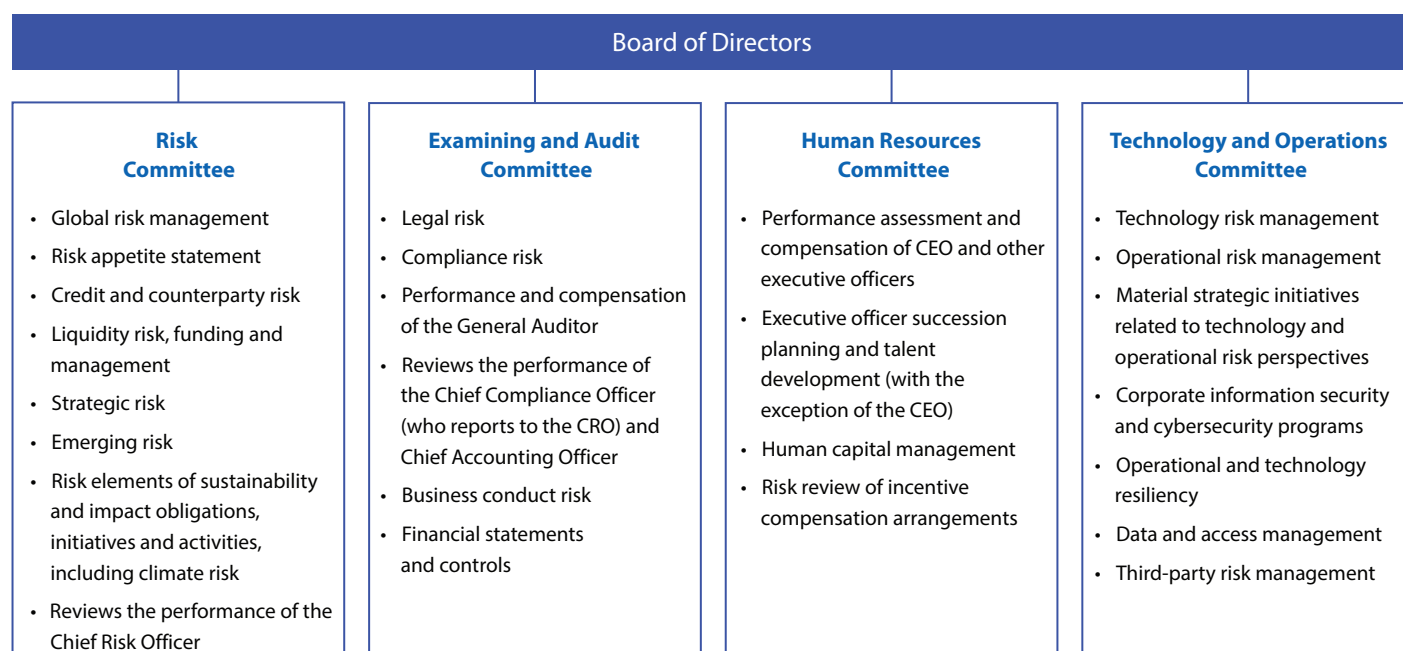 Board of Directors
Risk
Committee
• Global risk management
• Risk appetite statement
• Credit and counterparty risk
• Liquidity risk, funding and
management
• Strategic risk
• Emerging risk
• Risk elements of sustainability
and impact obligations,
initiatives and activities,
including climate risk
• Reviews the performance of the
Chief Risk Officer
Examining and Audit
Committee
• Legal risk
• Compliance risk
• Performance and compensation
of the General Auditor
• Reviews the performance of
the Chief Compliance Officer
(who reports to the CRO) and
Chief Accounting Officer
• Business conduct risk
• Financial statements
and controls
Human Resources
Committee
• Performance assessment and
compensation of CEO and other
executive officers
• Executive officer succession
planning and talent
development (with the
exception of the CEO)
• Human capital management
• Risk review of incentive
compensation arrangements
Technology and Operations
Committee
• Technology risk management
• Operational risk management
• Material strategic initiatives
related to technology and
operational risk perspectives
• Corporate information security
and cybersecurity programs
• Operational and technology
resiliency
• Data and access management
• Third-party risk management